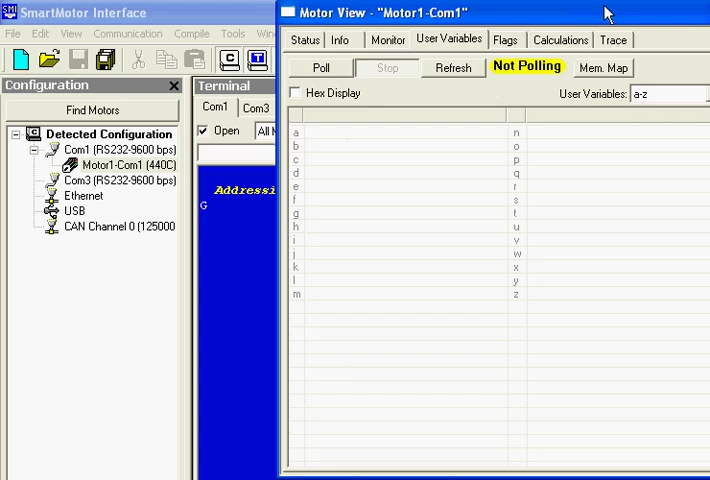 SMI SmartMotor Interface
File Edit View Communication Compile Tools Win
Configuration
Find Motors
Detected Configuration
Com1 (RS232-9600 bps)
Motor1-Com1 (440C)
Com3 (RS232-9600 bps)
Ethernet
USB
CAN Channel 0 (125000
Terminal
Com1 Com3
Open All
Addressi
G
Motor View - "Motor1-Com1"
Status Info Monitor User Variables Flags Calculations Trace
Poll Stop Refresh Not Polling Mem. Map
Hex Display User Variables: a-z
a n
b o
c p
d q
e r
f s
g t
h u
i v
j w
k x
l y
m z